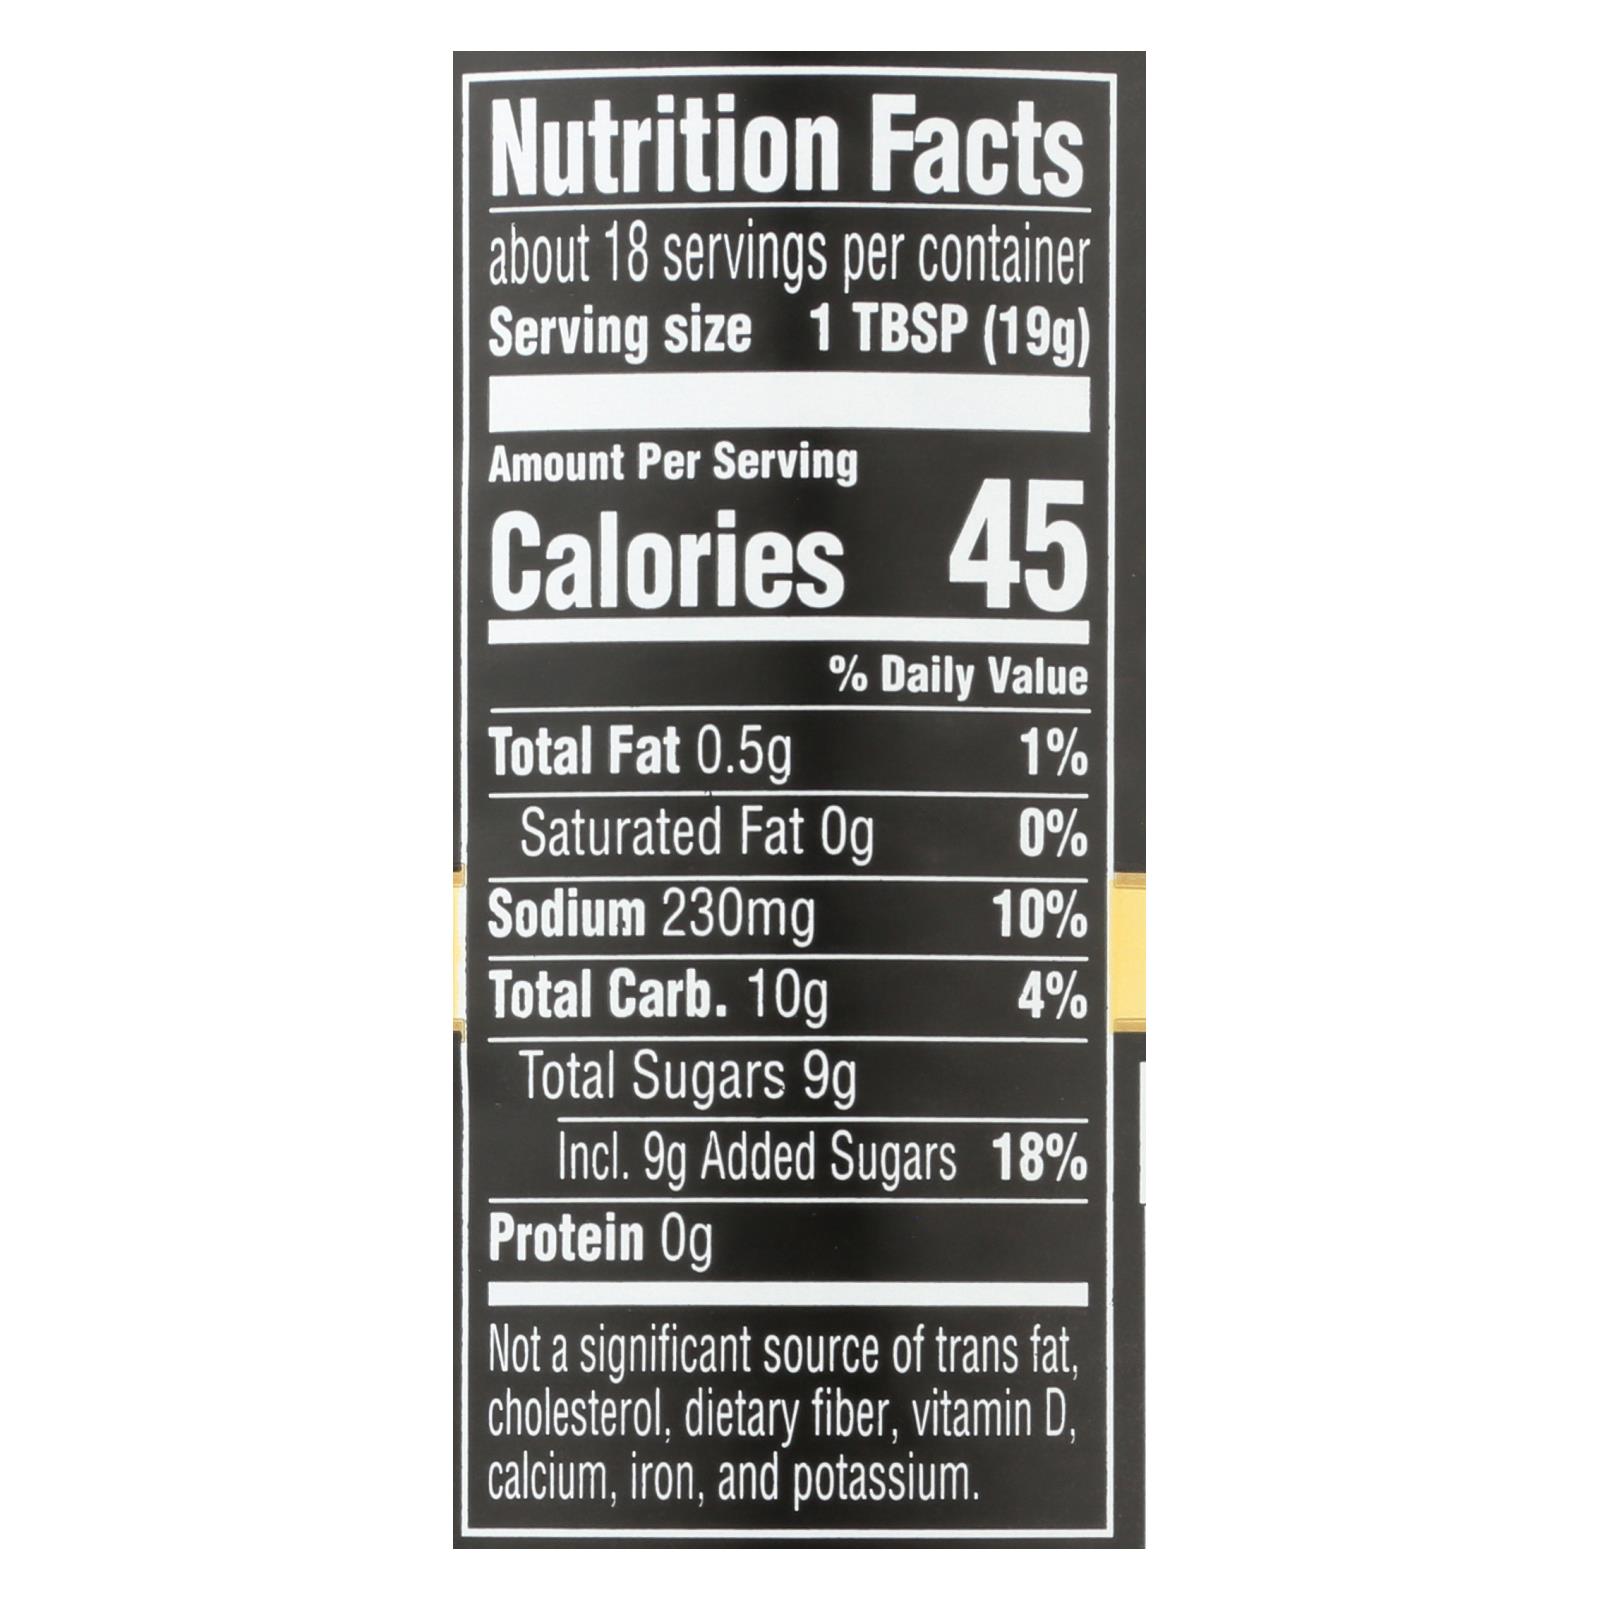 Nutrition Facts
about 18 servings per container
Serving size 1 TBSP (19g)
Amount Per Serving
Calories 45
% Daily Value
Total Fat 0.5g 1%
Saturated Fat 0g 0%
Sodium 230mg 10%
Total Carb. 10g 4%
Total Sugars 9g
Incl. 9g Added Sugars 18%
Protein 0g
Not a significant source of trans fat,
cholesterol, dietary fiber, vitamin D,
calcium, iron, and potassium.